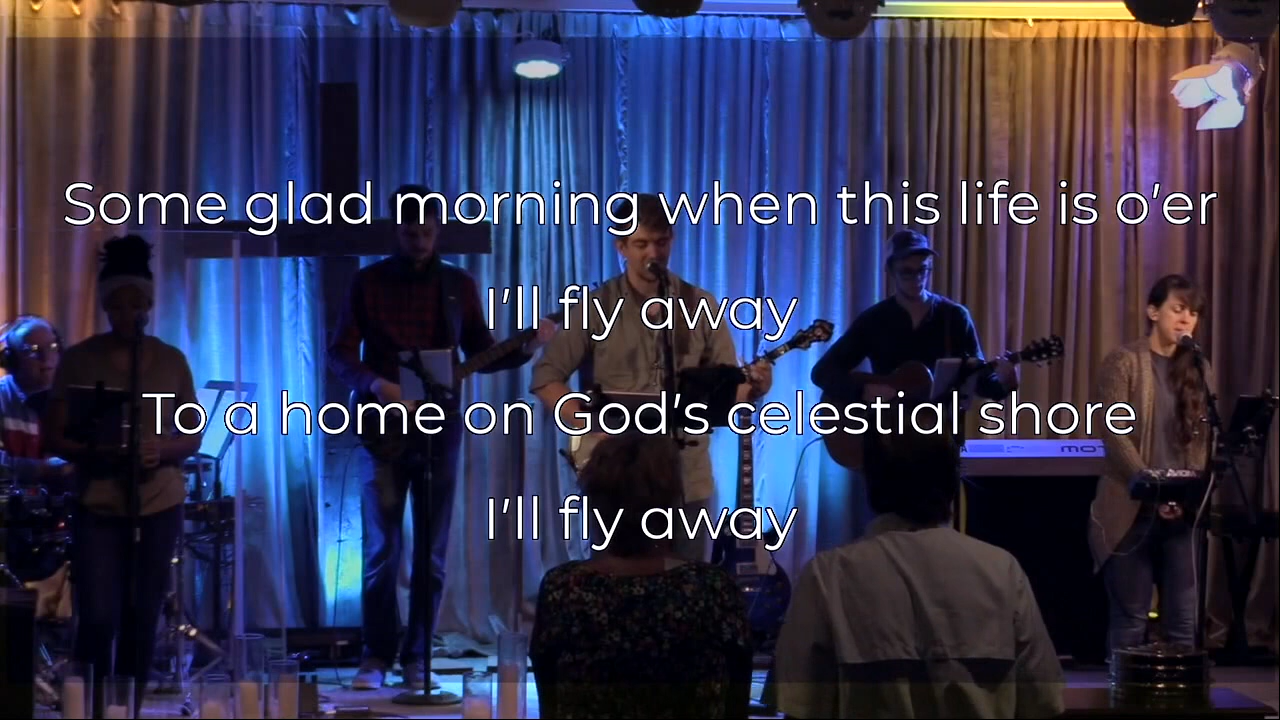 Some glad morning when this life is o'er
I'll fly away
To a home on God's celestial shore
I'll fly away